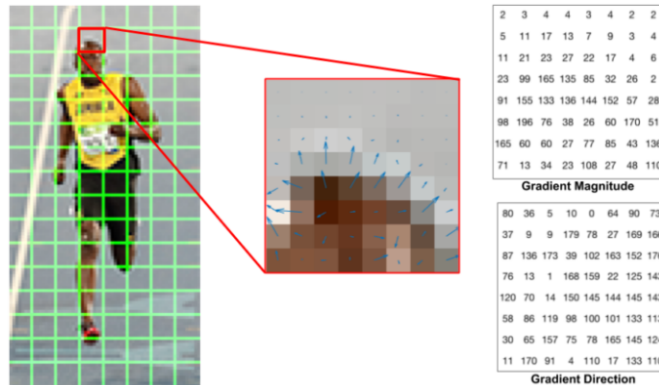 2 3 4 4 3 4 2 2
5 11 17 13 7 9 3 4
11 21 23 27 22 17 4 6
23 99 165 135 85 32 26 2
91 155 133 136 144 152 57 28
98 196 76 38 26 60 170 51
165 60 60 27 77 85 43 136
71 13 34 23 108 27 48 110
Gradient Magnitude
80 36 5 10 0 64 90 73
37 9 9 179 78 27 169
87 136 173 39 102 163 152
76 13 1 168 159 22 125
120 70 14 150 145 144 145
58 86 119 98 100 101 133
30 65 157 75 78 165 145
11 170 91 4 110 17 133
Gradient Direction